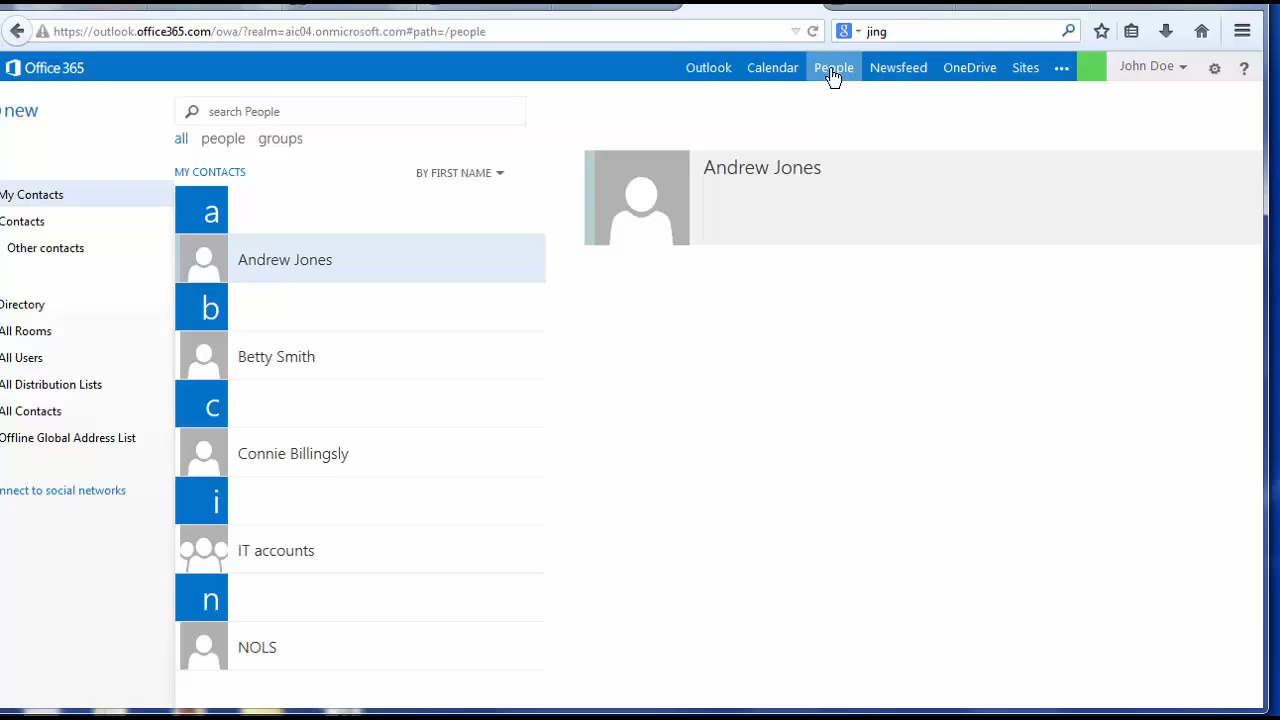 https://outlook.office365.com/owa/?realm=aic04.onmicrosoft.com#path=/people
jing
Office 365
Outlook Calendar People Newsfeed OneDrive Sites ••• John Doe ?
new
search People
all people groups
MY CONTACTS BY FIRST NAME
My Contacts
Contacts
Other contacts
Directory
All Rooms
All Users
All Distribution Lists
All Contacts
Offline Global Address List
nnect to social networks
a
Andrew Jones
b
Betty Smith
c
Connie Billingsly
i
IT accounts
n
NOLS
Andrew Jones